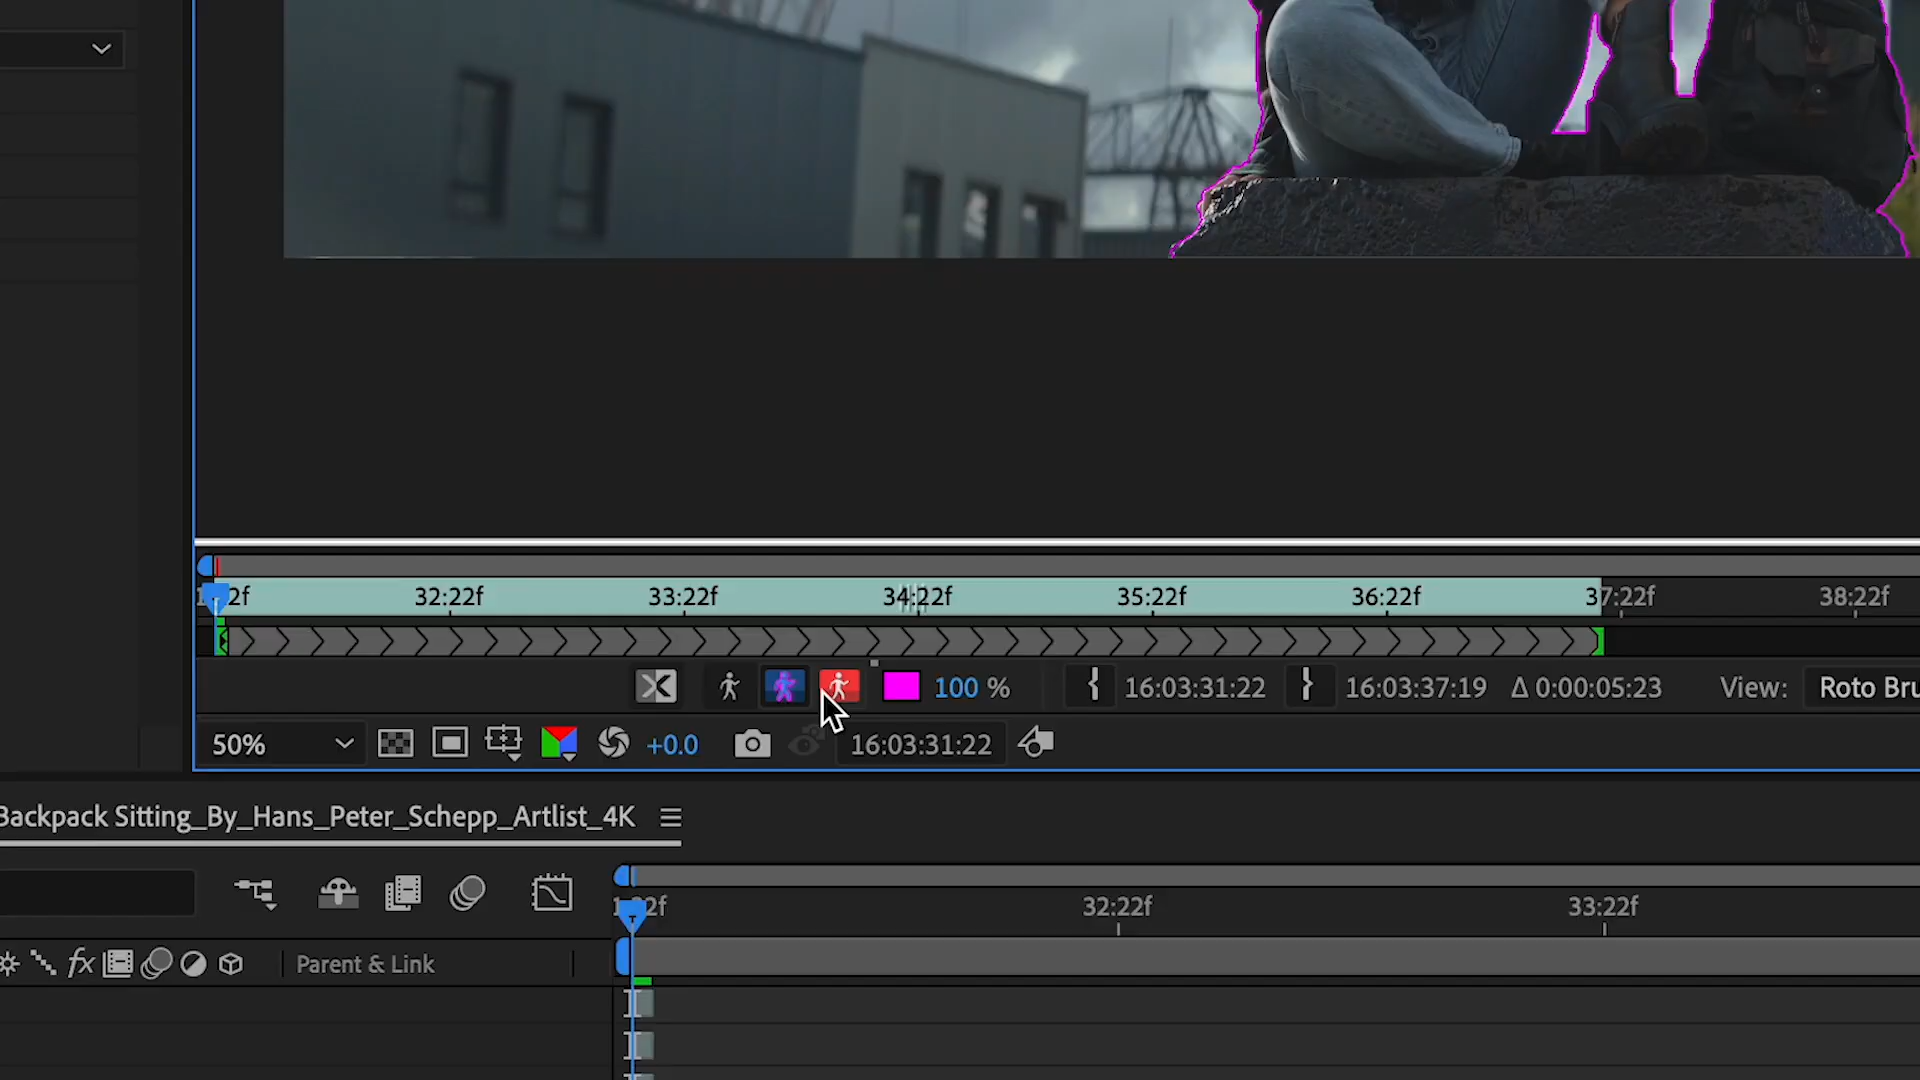 2f 32:22f 33:22f 34:22f 35:22f 36:22f 37:22f 38:22f
100 % { 16:03:31:22 } 16:03:37:19 Δ 0:00:05:23 View: Roto Bru
50% +0.0 16:03:31:22
Backpack Sitting_By_Hans_Peter_Schepp_Artlist_4K
32:22f 33:22f
fx Parent & Link